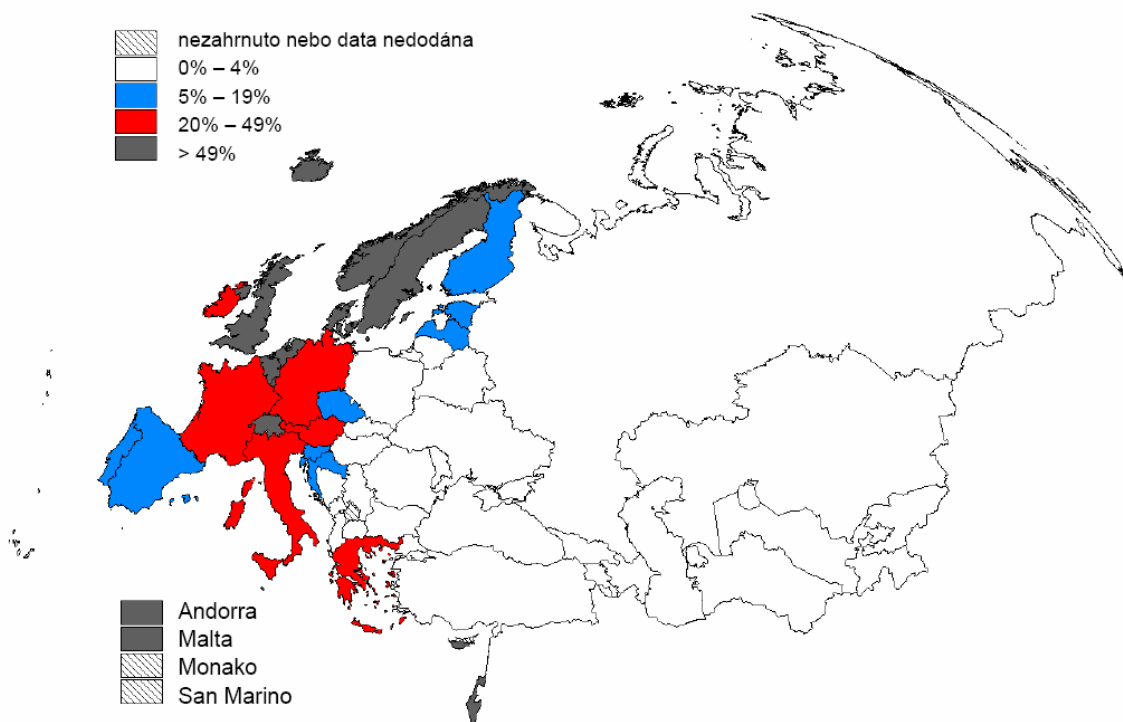 nezahrnuto nebo data nedodána
0% – 4%
5% – 19%
20% – 49%
> 49%
Andorra
Malta
Monako
San Marino